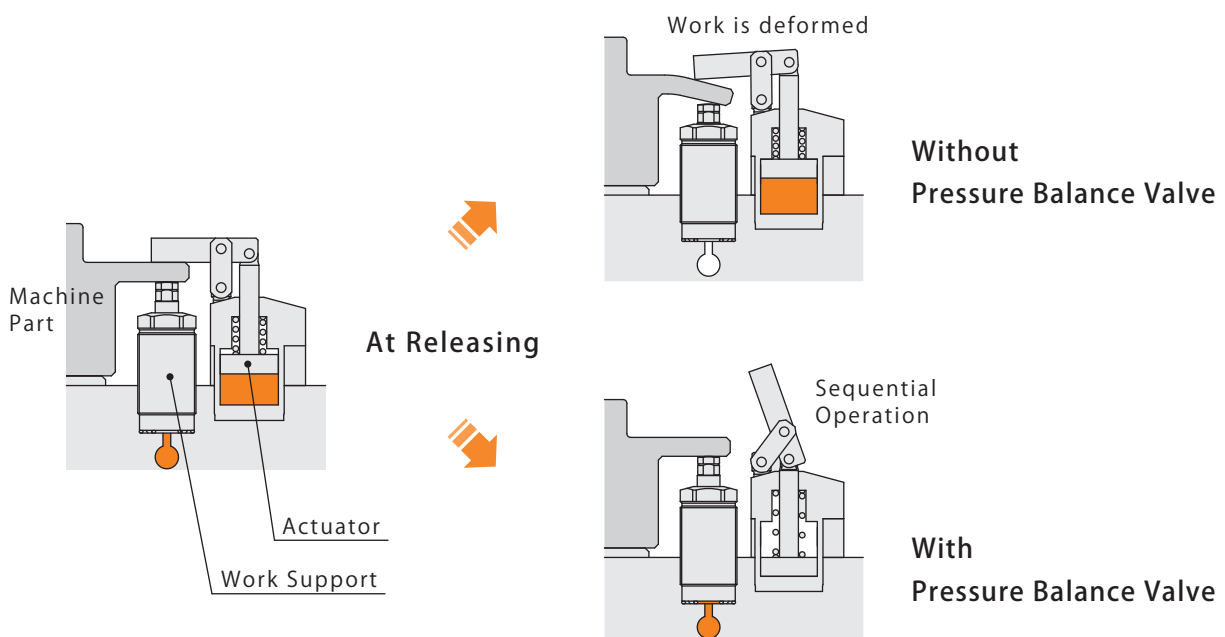 Work is deformed
Without
Pressure Balance Valve
Machine
Part
At Releasing
Actuator
Work Support
Sequential
Operation
With
Pressure Balance Valve